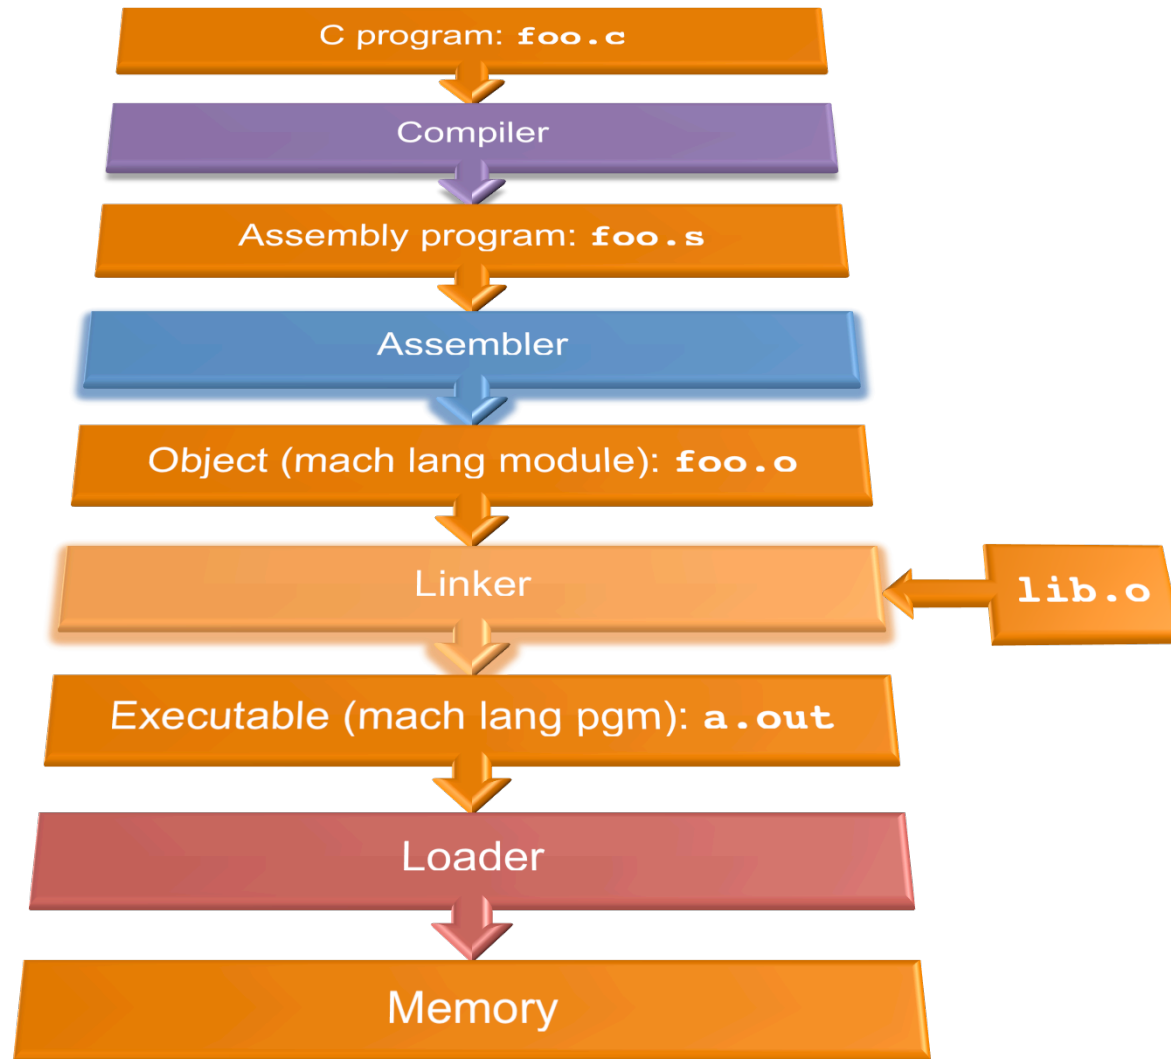 C program: foo.c
Compiler
Assembly program: foo.s
Assembler
Object (mach lang module): foo.o
Linker
lib.o
Executable (mach lang pgm): a.out
Loader
Memory